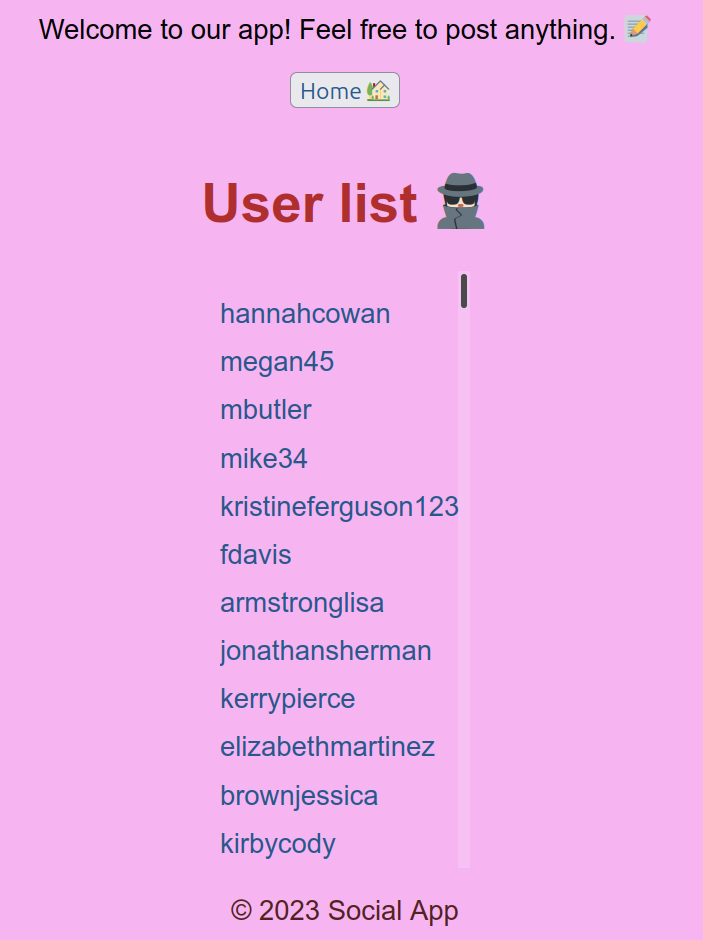 Welcome to our app! Feel free to post anything. 📝
Home 🏡
User list 🕵️
hannahcowan
megan45
mbutler
mike34
kristineferguson123
fdavis
armstronglisa
jonathansherman
kerrypierce
elizabethmartinez
brownjessica
kirbycody
© 2023 Social App